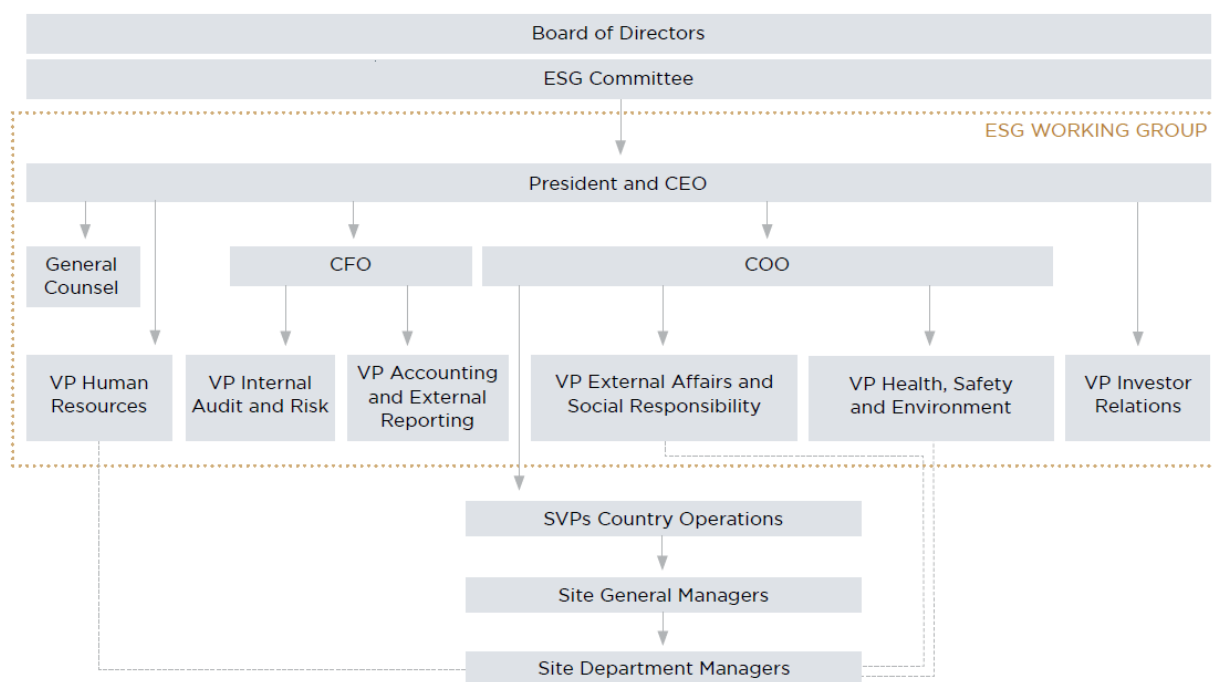 Board of Directors
ESG Committee
ESG WORKING GROUP
President and CEO
General
Counsel
CFO
COO
VP Human
Resources
VP Internal
Audit and Risk
VP Accounting
and External
Reporting
VP External Affairs and
Social Responsibility
VP Health, Safety
and Environment
VP Investor
Relations
SVPs Country Operations
Site General Managers
Site Department Managers